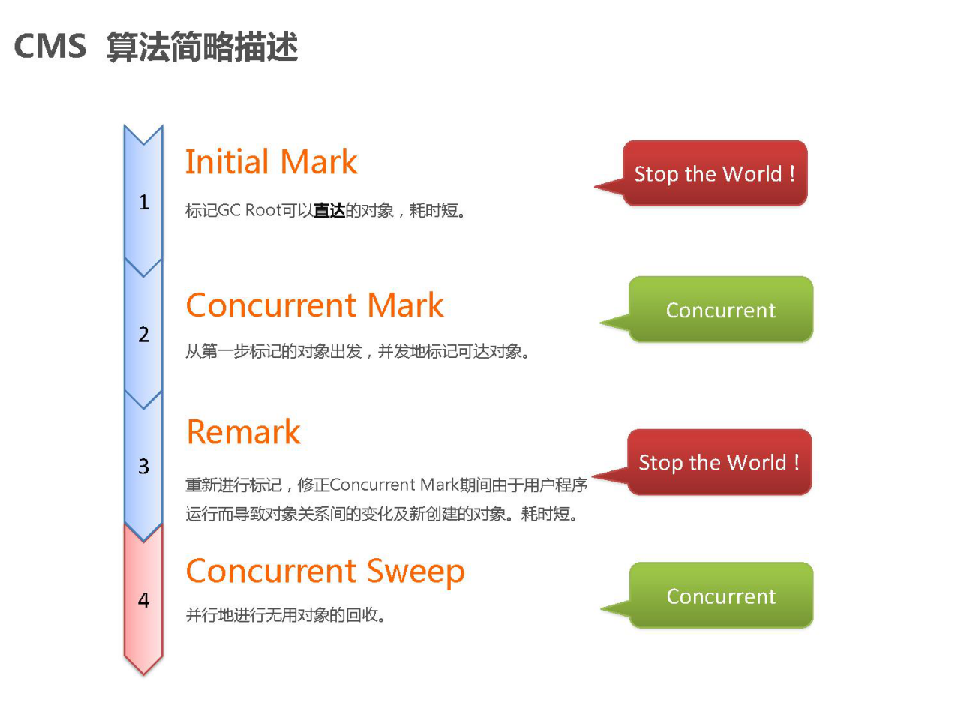 CMS 算法简略描述
1
Initial Mark
标记GC Root可以直达的对象，耗时短。
Stop the World！
2
Concurrent Mark
从第一步标记的对象出发，并发地标记可达对象。
Concurrent
3
Remark
重新进行标记，修正Concurrent Mark期间由于用户程序
运行而导致对象关系间的变化及新创建的对象。耗时短。
Stop the World！
4
Concurrent Sweep
并行地进行无用对象的回收。
Concurrent